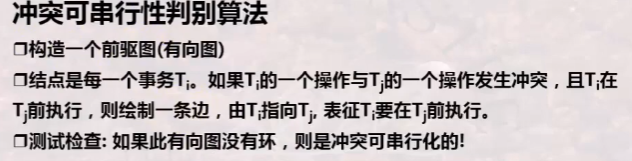 冲突可串行性判别算法
❒构造一个前驱图(有向图)
❒结点是每一个事务Ti。如果Ti的一个操作与Tj的一个操作发生冲突，且Ti在
Tj前执行，则绘制一条边，由Ti指向Tj, 表征Ti要在Tj前执行。
❒测试检查: 如果此有向图没有环，则是冲突可串行化的!